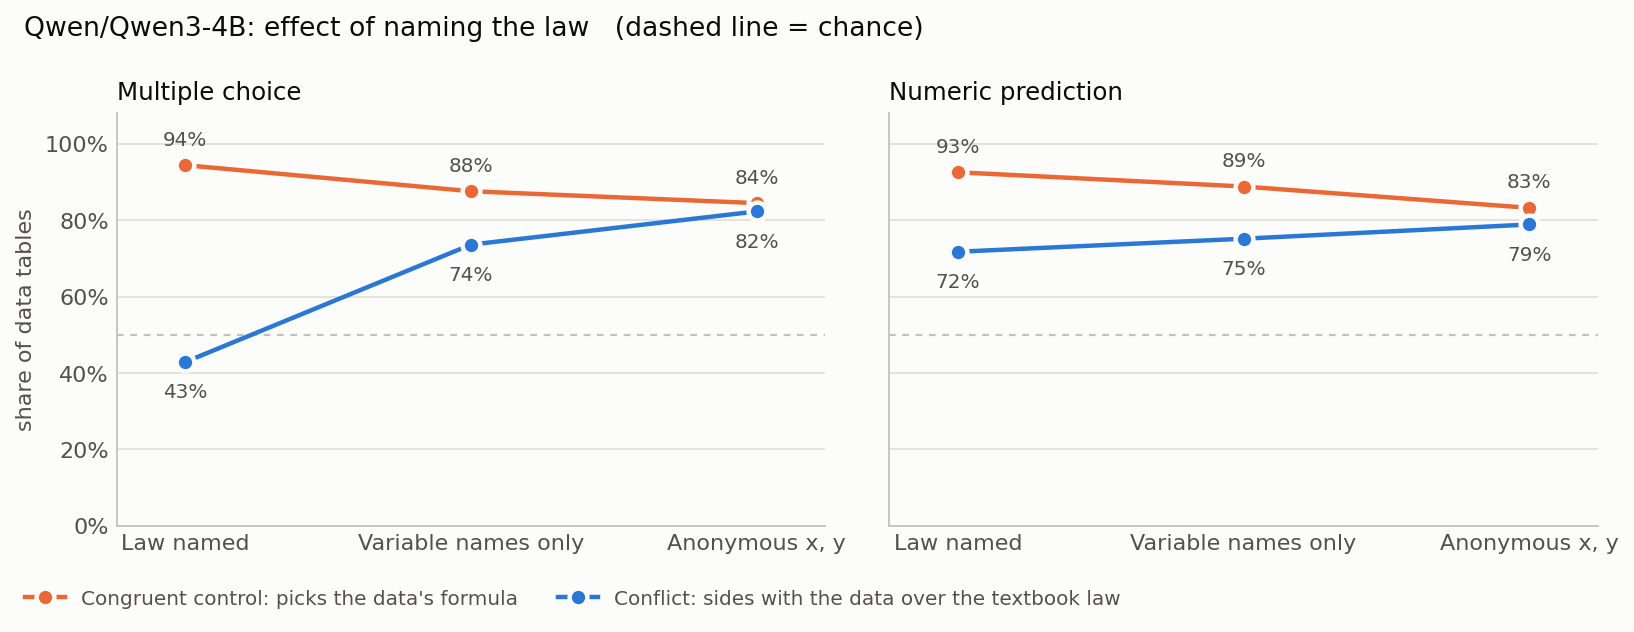 Qwen/Qwen3-4B: effect of naming the law (dashed line = chance)
Multiple choice
share of data tables
100%
80%
60%
40%
20%
0%
94%
88%
84%
43%
74%
82%
Law named
Variable names only
Anonymous x, y
Numeric prediction
93%
89%
83%
72%
75%
79%
Law named
Variable names only
Anonymous x, y
Congruent control: picks the data's formula
Conflict: sides with the data over the textbook law